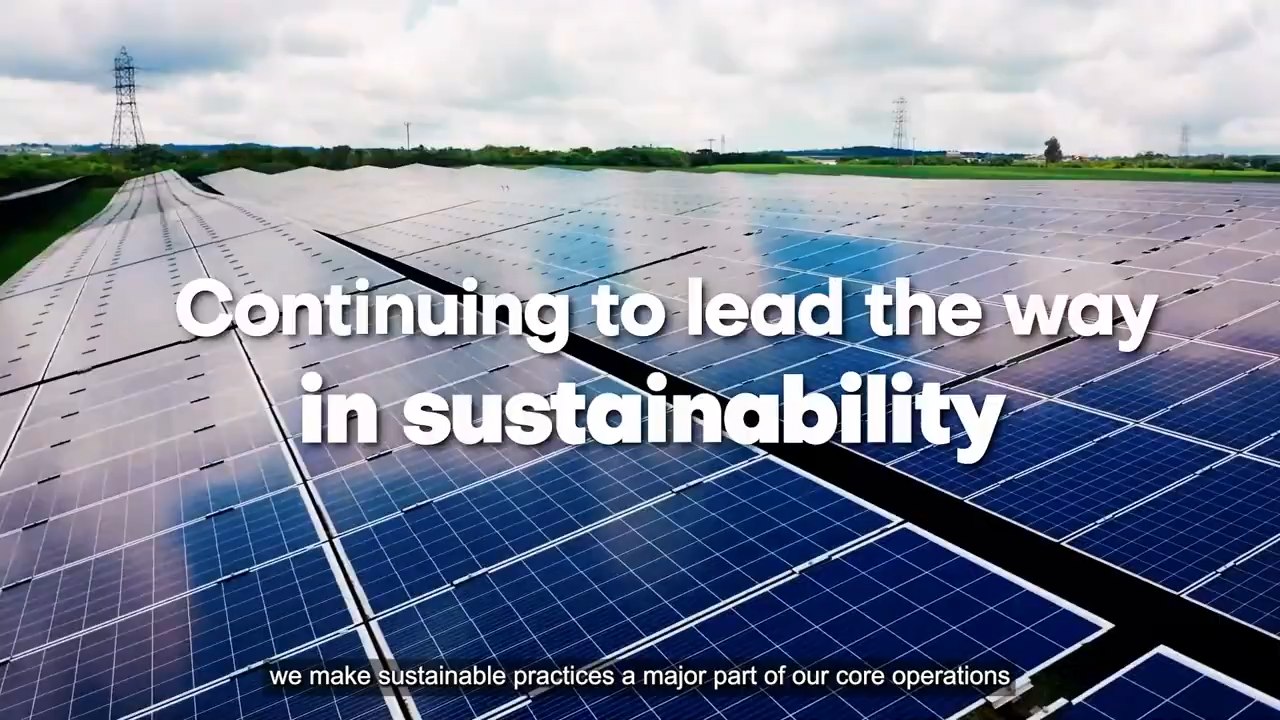 Continuing to lead the way
in sustainability
we make sustainable practices a major part of our core operations